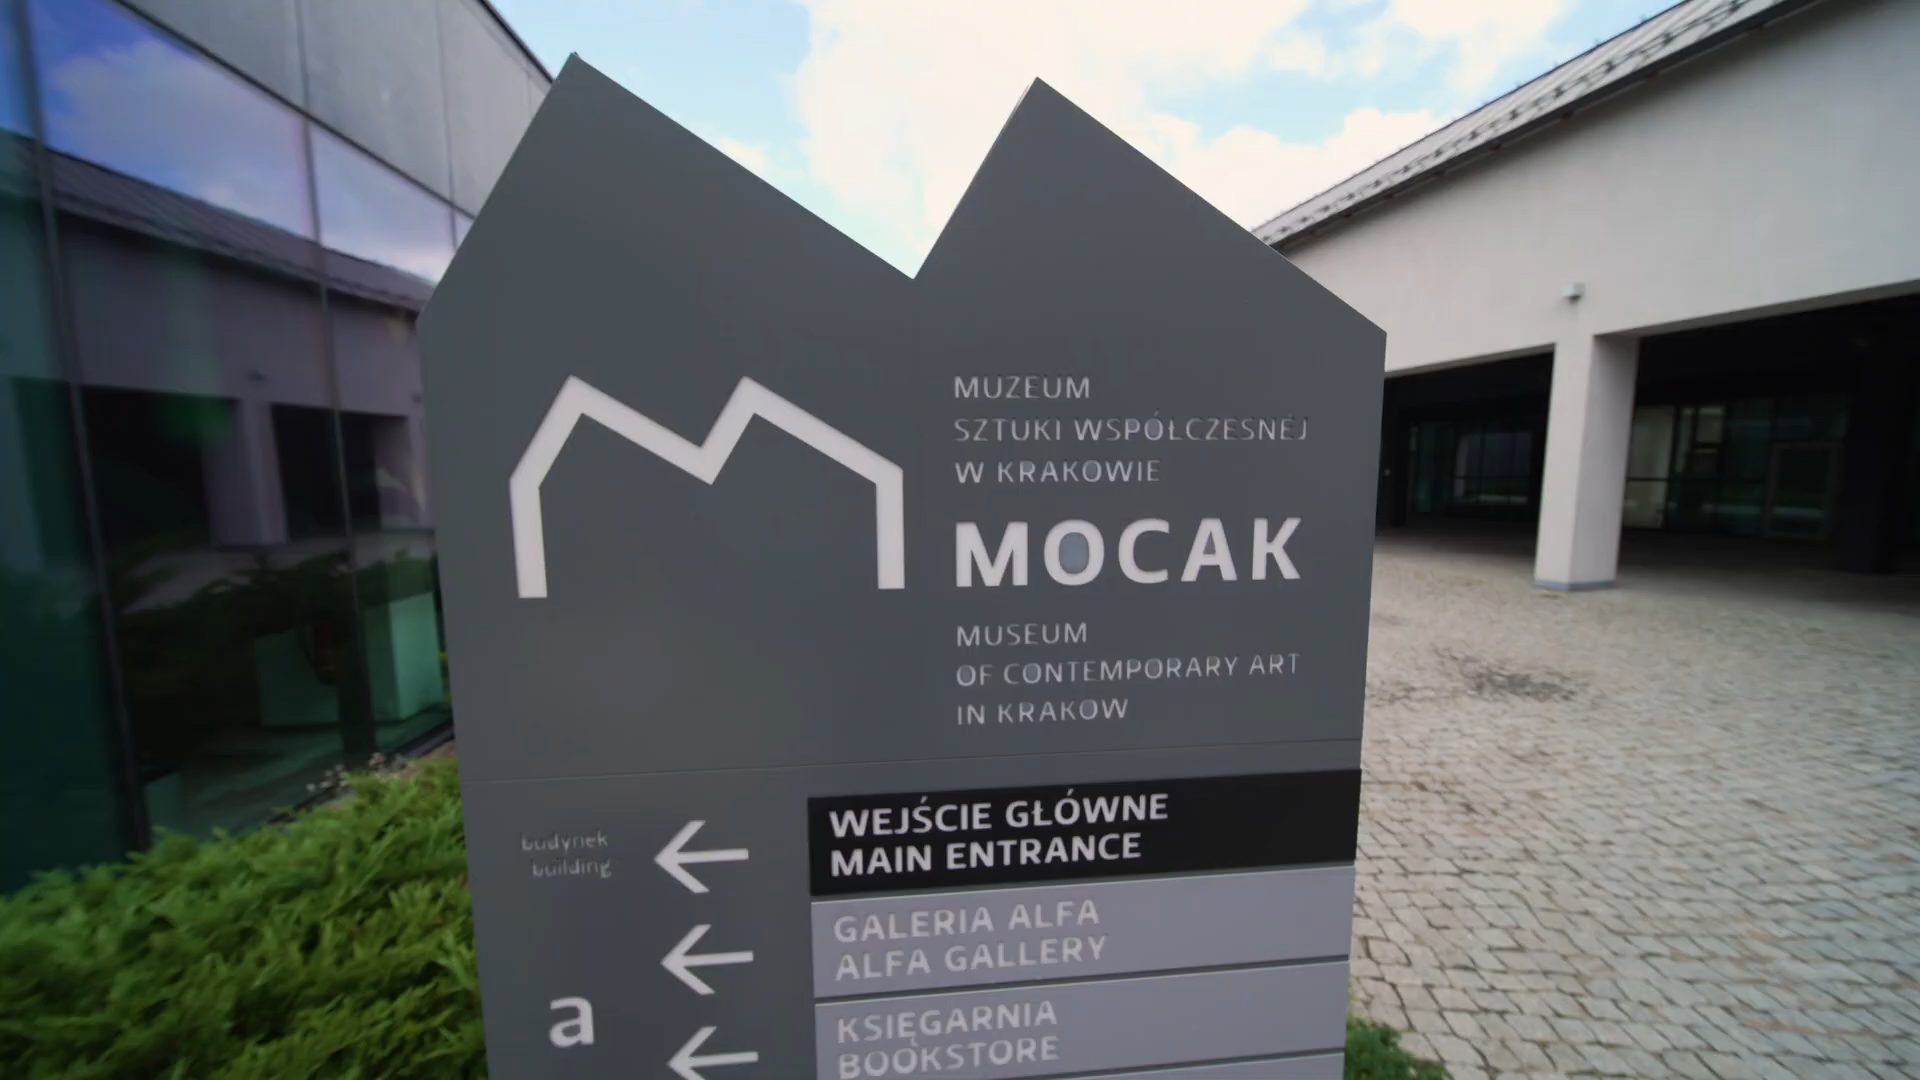 MUZEUM
SZTUKI WSPÓŁCZESNEJ
W KRAKOWIE
MOCAK
MUSEUM
OF CONTEMPORARY ART
IN KRAKOW
budynek
building
WEJŚCIE GŁÓWNE
MAIN ENTRANCE
GALERIA ALFA
ALFA GALLERY
a
KSIĘGARNIA
BOOKSTORE